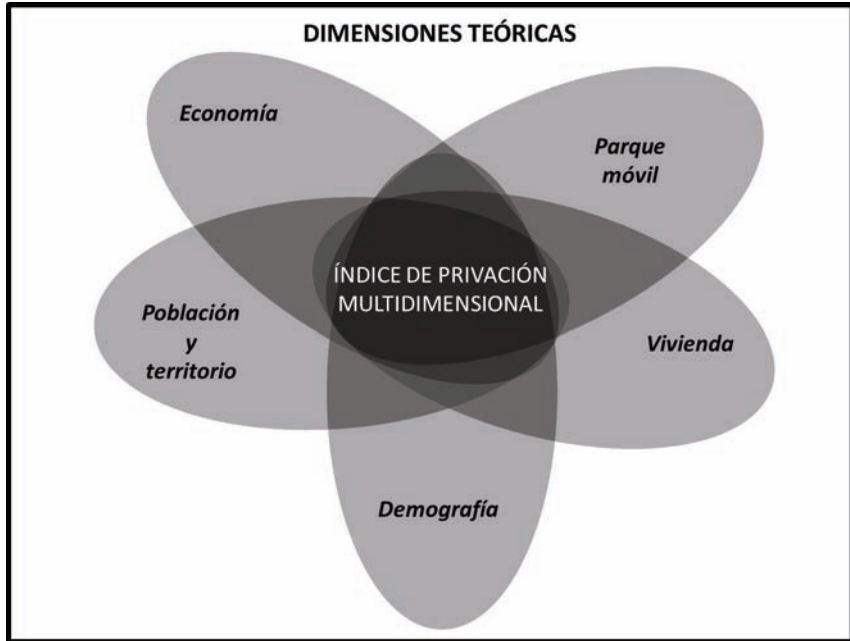 DIMENSIONES TEÓRICAS
Economía
Parque
móvil
ÍNDICE DE PRIVACIÓN
MULTIDIMENSIONAL
Población
y
territorio
Vivienda
Demografía